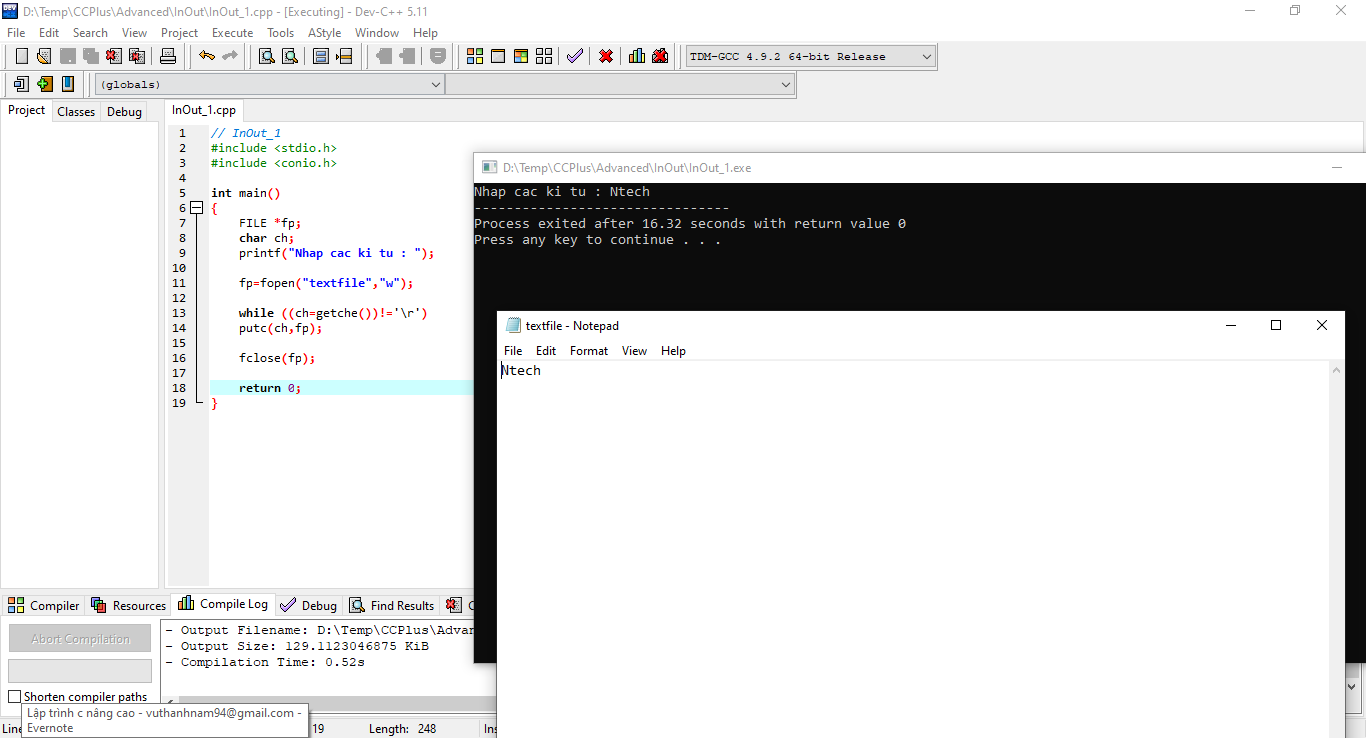 D:\Temp\CCPlus\Advanced\InOut\InOut_1.cpp - [Executing] - Dev-C++ 5.11
File Edit Search View Project Execute Tools AStyle Window Help
TDM-GCC 4.9.2 64-bit Release
(globals)
Project Classes Debug
InOut_1.cpp
1 // InOut_1
2 #include <stdio.h>
3 #include <conio.h>
4
5 int main()
6 {
7 FILE *fp;
8 char ch;
9 printf("Nhap cac ki tu : ");
10
11 fp=fopen("textfile","w");
12
13 while ((ch=getche())!='\r')
14 putc(ch,fp);
15
16 fclose(fp);
17
18 return 0;
19 }
D:\Temp\CCPlus\Advanced\InOut\InOut_1.exe
Nhap cac ki tu : Ntech
--------------------------------
Process exited after 16.32 seconds with return value 0
Press any key to continue . . .
textfile - Notepad
File Edit Format View Help
Ntech
Compiler Resources Compile Log Debug Find Results
Abort Compilation
Shorten compiler paths
- Output Filename: D:\Temp\CCPlus\Advan
- Output Size: 129.1123046875 KiB
- Compilation Time: 0.52s
Lập trình c nâng cao - vuthanhnam94@gmail.com -
Evernote
Line 19 Length: 248 Ins